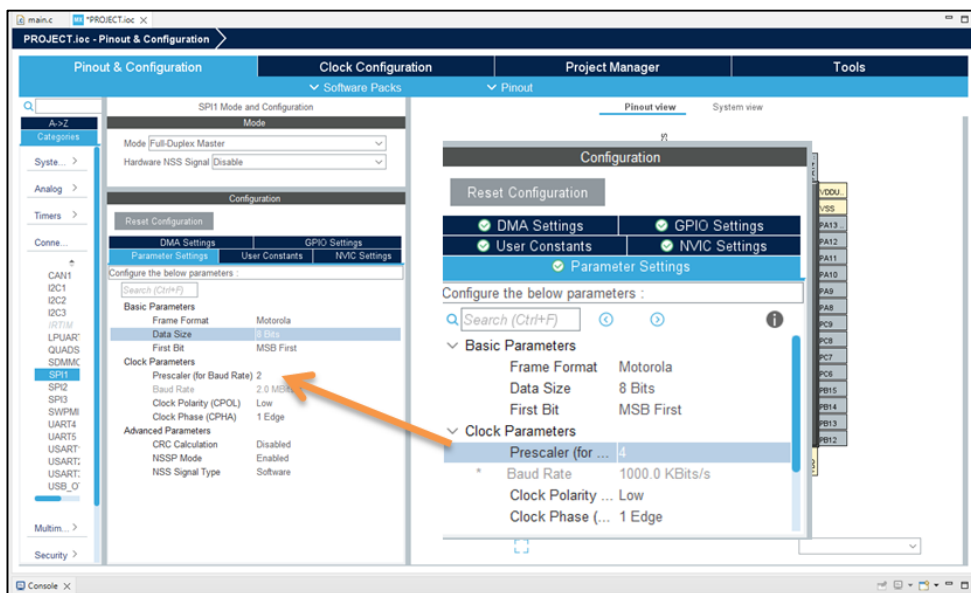 main.c *PROJECT.ioc
PROJECT.ioc - Pinout & Configuration
Pinout & Configuration Clock Configuration Project Manager Tools
Software Packs Pinout
A->Z
Categories
Syste...
Analog
Timers
Conne...
CAN1
I2C1
I2C2
I2C3
IRTIM
LPUAR
QUADS
SDMMC
SPI1
SPI2
SPI3
SWPMI
UART4
UART5
USART
USART
USART
USB_O
Multim...
Security
SPI1 Mode and Configuration
Mode
Mode Full-Duplex Master
Hardware NSS Signal Disable
Configuration
Reset Configuration
DMA Settings GPIO Settings
Parameter Settings User Constants NVIC Settings
Configure the below parameters :
Search (Ctrl+F)
Basic Parameters
Frame Format Motorola
Data Size 8 Bits
First Bit MSB First
Clock Parameters
Prescaler (for Baud Rate) 2
Baud Rate 2.0 MBits/s
Clock Polarity (CPOL) Low
Clock Phase (CPHA) 1 Edge
Advanced Parameters
CRC Calculation Disabled
NSSP Mode Enabled
NSS Signal Type Software
Pinout view System view
Configuration
Reset Configuration
DMA Settings GPIO Settings
User Constants NVIC Settings
Parameter Settings
Configure the below parameters :
Search (Ctrl+F)
Basic Parameters
Frame Format Motorola
Data Size 8 Bits
First Bit MSB First
Clock Parameters
Prescaler (for ... 4
* Baud Rate 1000.0 KBits/s
Clock Polarity ... Low
Clock Phase (... 1 Edge
VDDU..
VSS
PA13..
PA12
PA11
PA10
PA9
PA8
PC9
PC8
PC7
PC6
PB15
PB14
PB13
PB12
Console